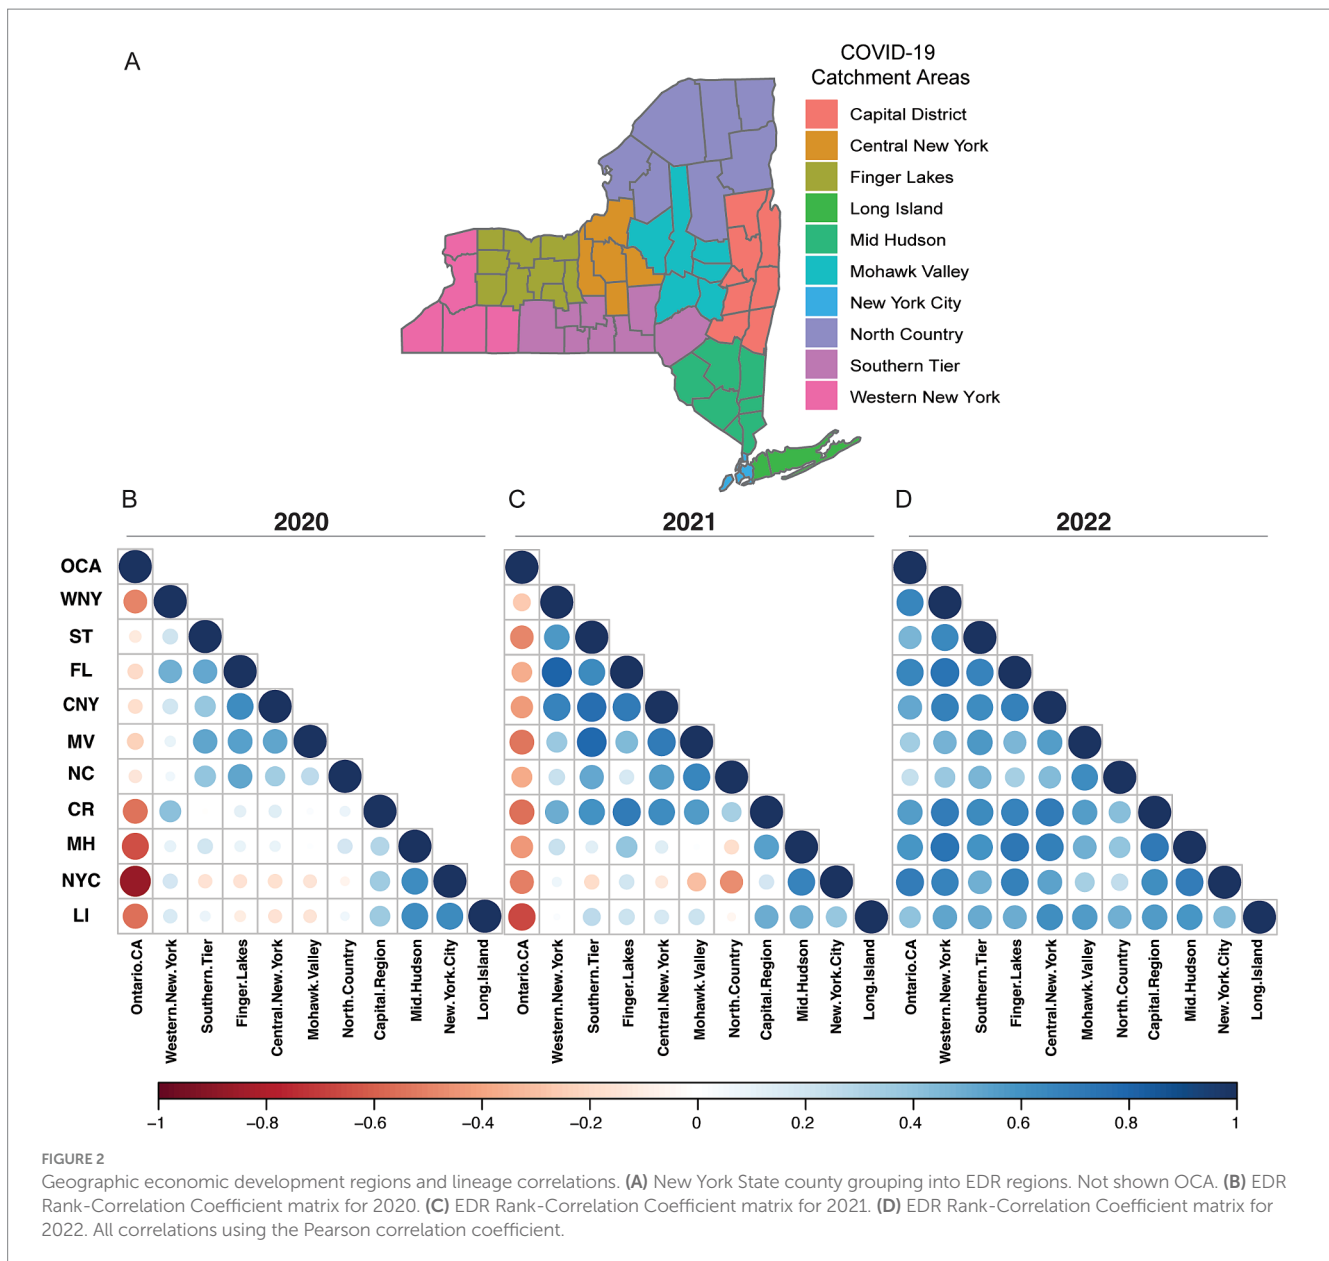 A
COVID-19
Catchment Areas
Capital District
Central New York
Finger Lakes
Long Island
Mid Hudson
Mohawk Valley
New York City
North Country
Southern Tier
Western New York
B
2020
C
2021
D
2022
OCA
WNY
ST
FL
CNY
MV
NC
CR
MH
NYC
LI
Ontario.CA
Western.New.York
Southern.Tier
Finger.Lakes
Central.New.York
Mohawk.Valley
North.Country
Capital.Region
Mid.Hudson
New.York.City
Long.Island
Ontario.CA
Western.New.York
Southern.Tier
Finger.Lakes
Central.New.York
Mohawk.Valley
North.Country
Capital.Region
Mid.Hudson
New.York.City
Long.Island
Ontario.CA
Western.New.York
Southern.Tier
Finger.Lakes
Central.New.York
Mohawk.Valley
North.Country
Capital.Region
Mid.Hudson
New.York.City
Long.Island
−1 −0.8 −0.6 −0.4 −0.2 0 0.2 0.4 0.6 0.8 1
FIGURE 2
Geographic economic development regions and lineage correlations. (A) New York State county grouping into EDR regions. Not shown OCA. (B) EDR
Rank-Correlation Coefficient matrix for 2020. (C) EDR Rank-Correlation Coefficient matrix for 2021. (D) EDR Rank-Correlation Coefficient matrix for
2022. All correlations using the Pearson correlation coefficient.